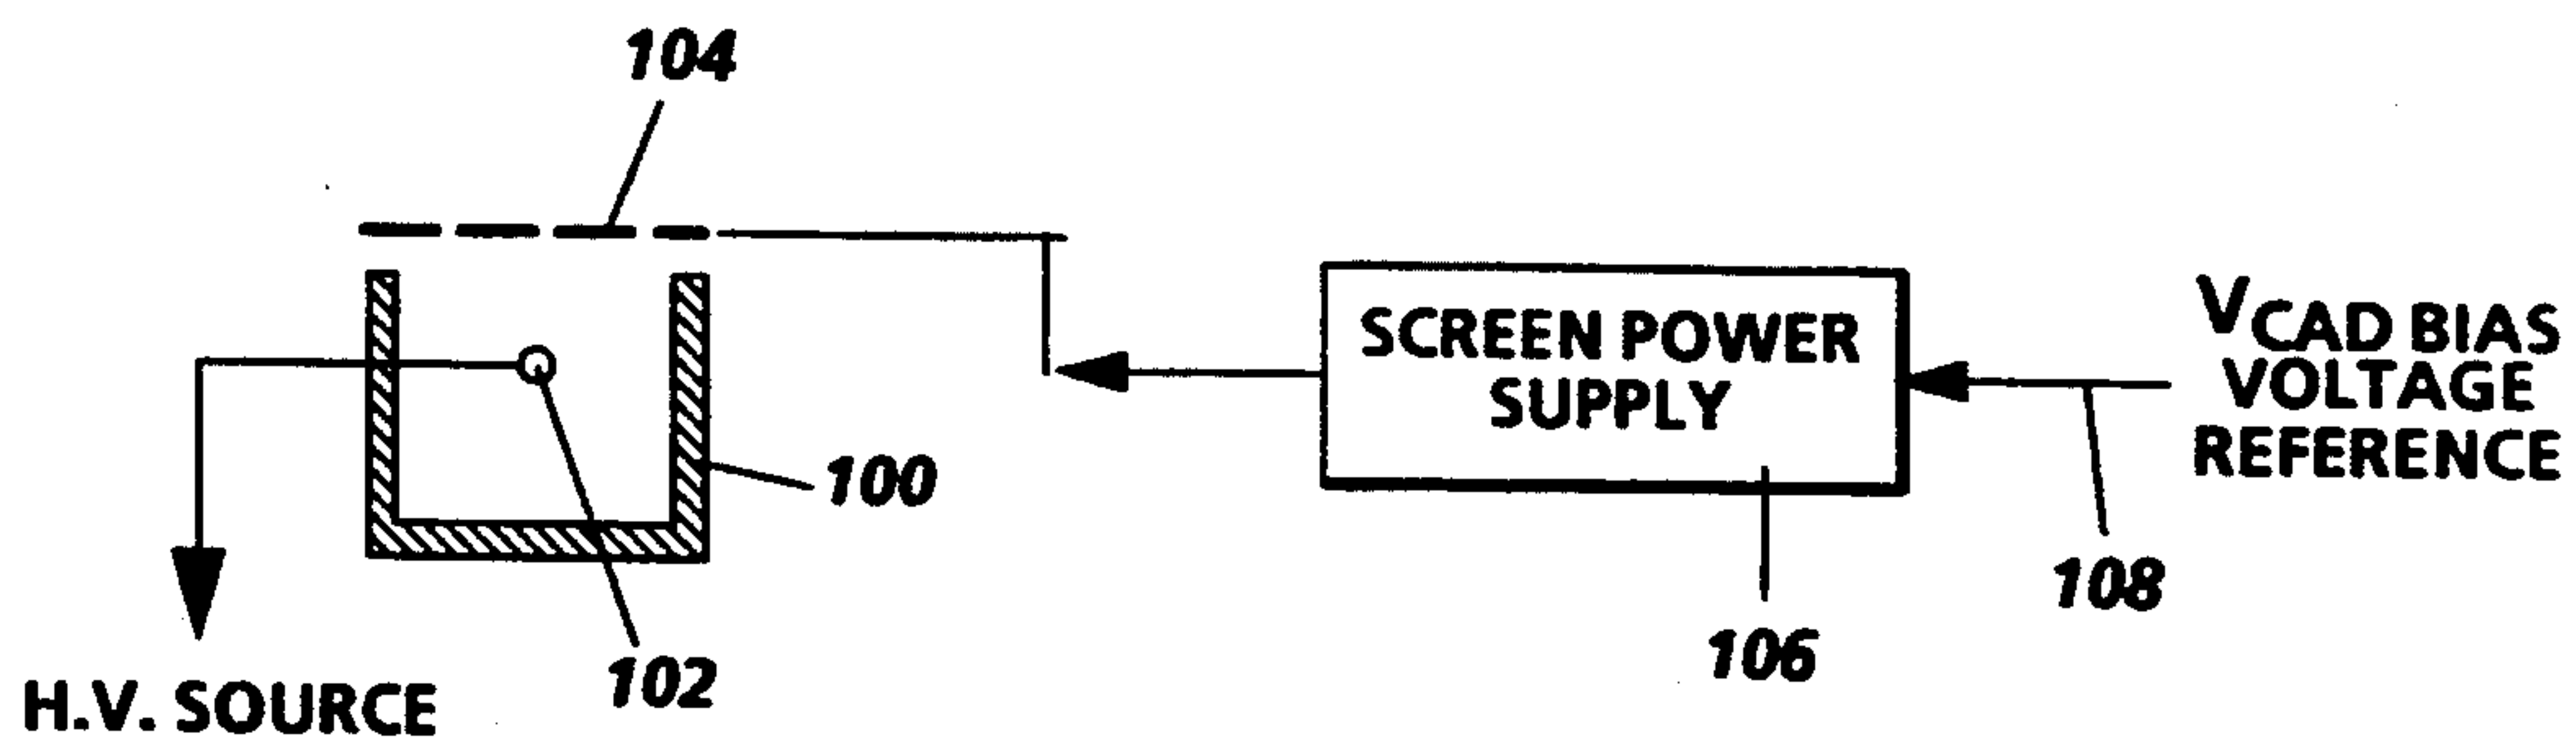 104
SCREEN POWER
SUPPLY
VCAD BIAS
VOLTAGE
REFERENCE
100
108
102
106
H.V. SOURCE